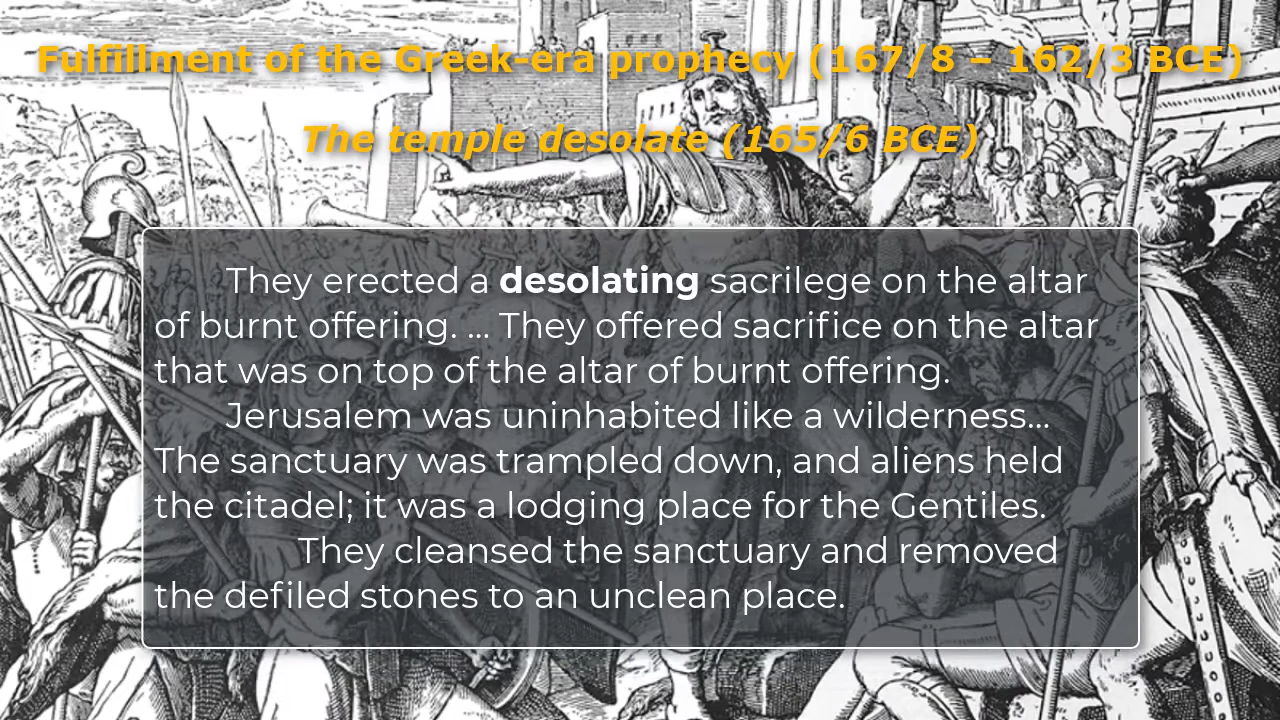 Fulfillment of the Greek-era prophecy (167/8 – 162/3 BCE)
The temple desolate (165/6 BCE)
They erected a desolating sacrilege on the altar
of burnt offering. ... They offered sacrifice on the altar
that was on top of the altar of burnt offering.
Jerusalem was uninhabited like a wilderness...
The sanctuary was trampled down, and aliens held
the citadel; it was a lodging place for the Gentiles.
They cleansed the sanctuary and removed
the defiled stones to an unclean place.